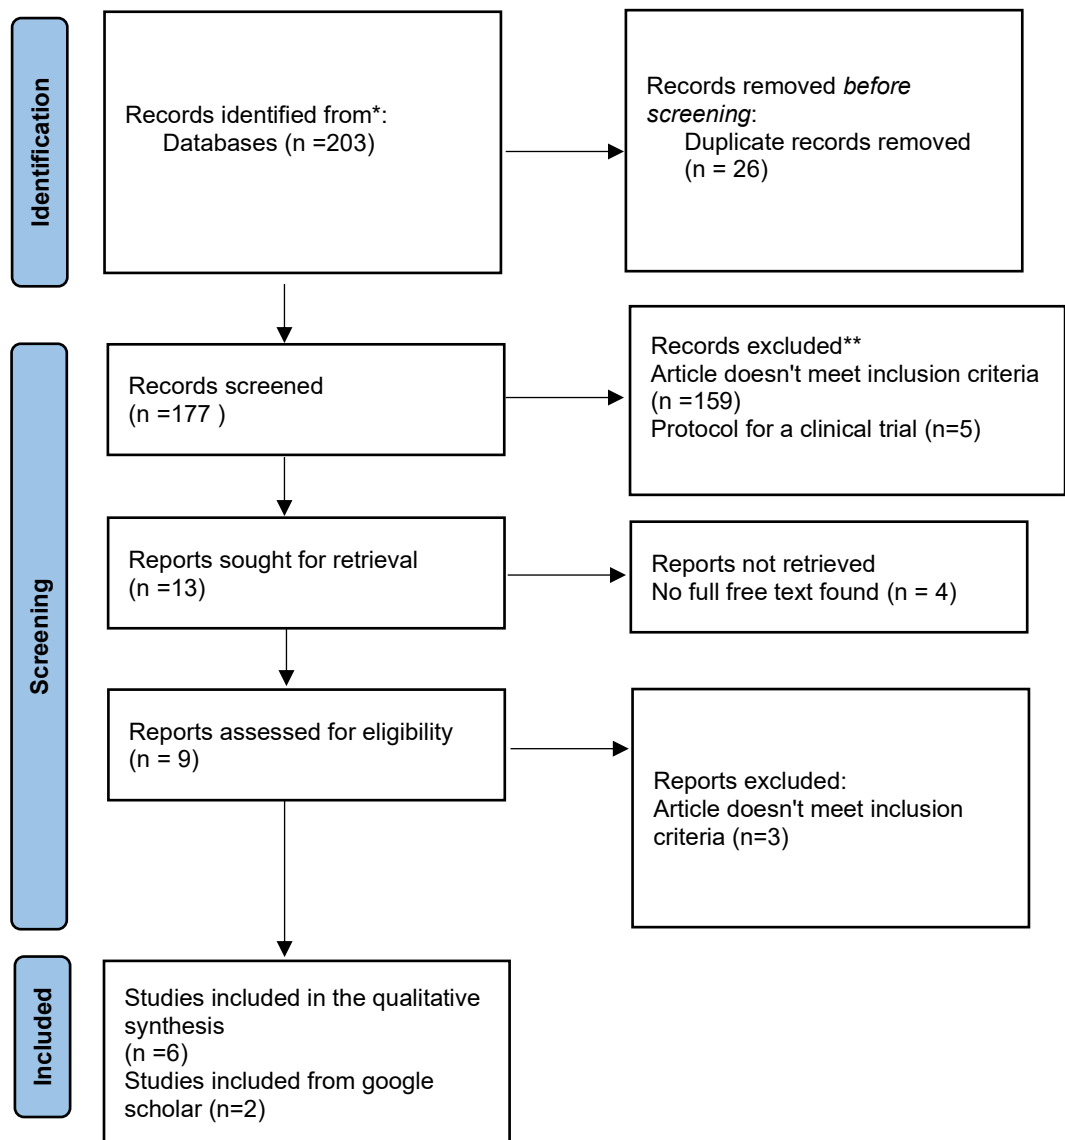 Identification
Records identified from*:
Databases (n =203)
Records removed before
screening:
Duplicate records removed
(n = 26)
Screening
Records screened
(n =177 )
Records excluded**
Article doesn't meet inclusion criteria
(n =159)
Protocol for a clinical trial (n=5)
Reports sought for retrieval
(n =13)
Reports not retrieved
No full free text found (n = 4)
Reports assessed for eligibility
(n = 9)
Reports excluded:
Article doesn't meet inclusion
criteria (n=3)
Included
Studies included in the qualitative
synthesis
(n =6)
Studies included from google
scholar (n=2)